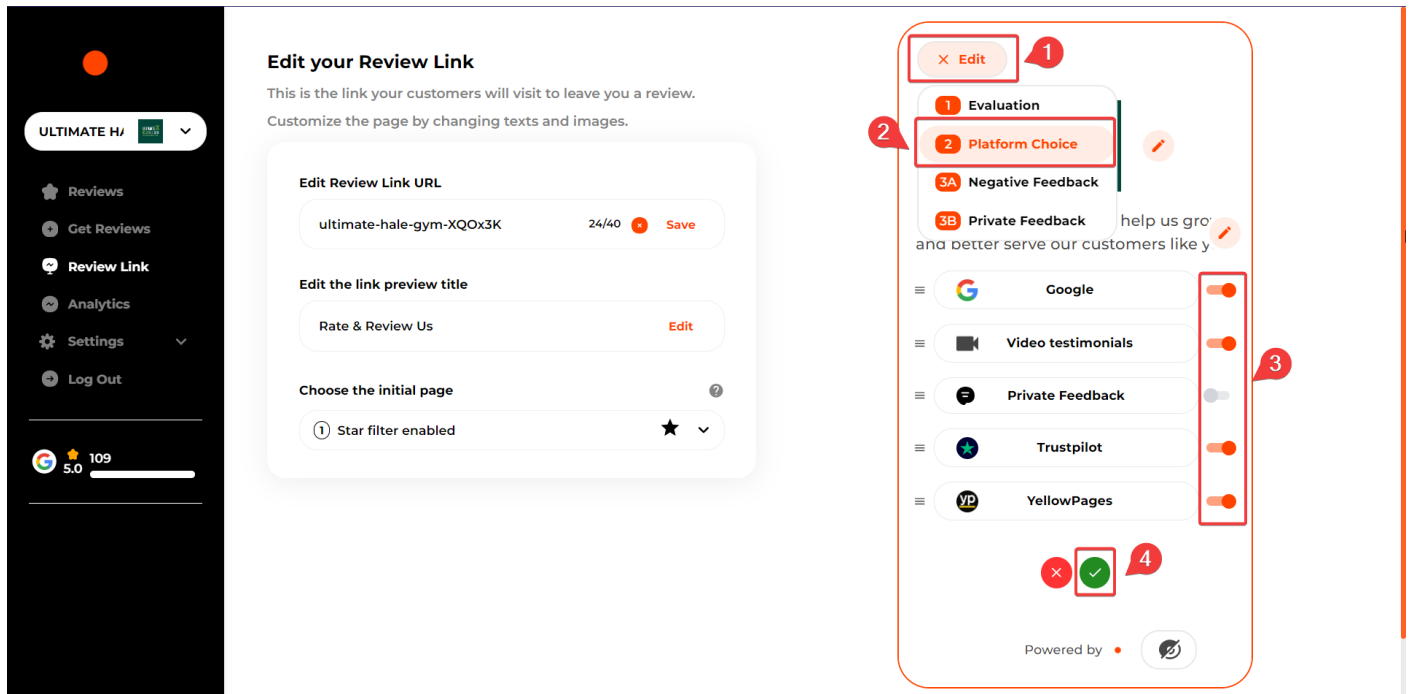 ULTIMATE HA
Reviews
Get Reviews
Review Link
Analytics
Settings
Log Out
5.0
109
Edit your Review Link
This is the link your customers will visit to leave you a review.
Customize the page by changing texts and images.
Edit Review Link URL
ultimate-hale-gym-XQOx3K 24/40 Save
Edit the link preview title
Rate & Review Us Edit
Choose the initial page
1 Star filter enabled
Edit
1
1 Evaluation
2
2 Platform Choice
3A Negative Feedback
3B Private Feedback
help us
and better serve our customers like
Google
Video testimonials
3
Private Feedback
Trustpilot
yp YellowPages
4
Powered by